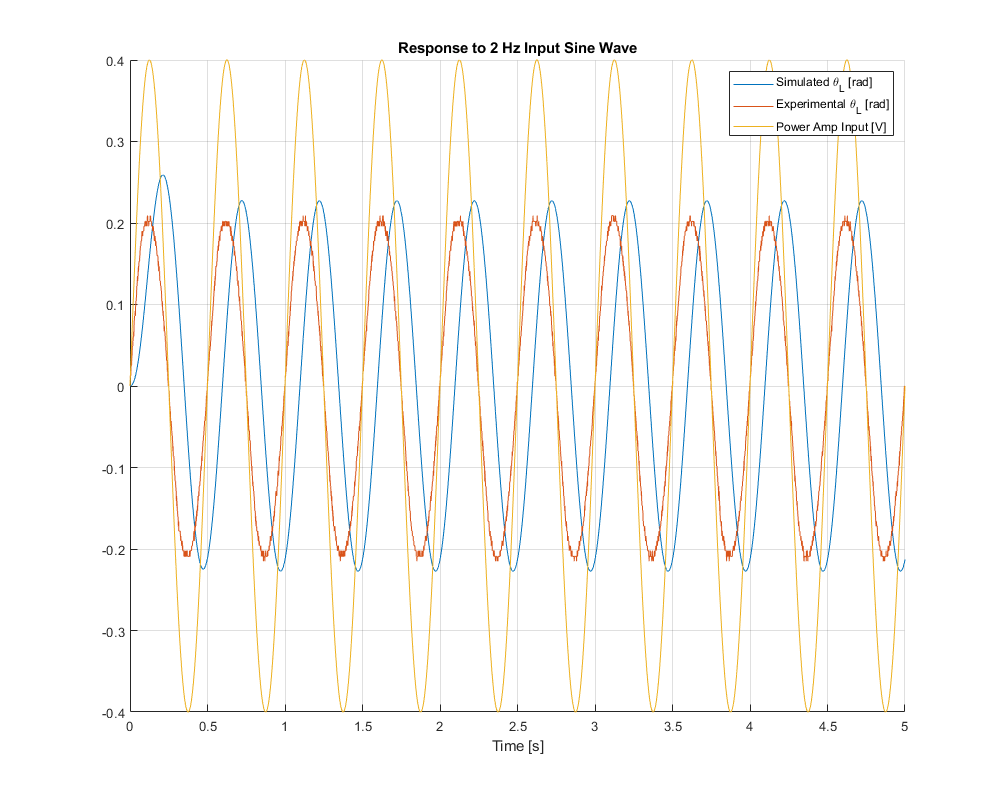 Response to 2 Hz Input Sine Wave
Simulated θL [rad]
Experimental θL [rad]
Power Amp Input [V]
0.4
0.3
0.2
0.1
0
-0.1
-0.2
-0.3
-0.4
0 0.5 1 1.5 2 2.5 3 3.5 4 4.5 5
Time [s]